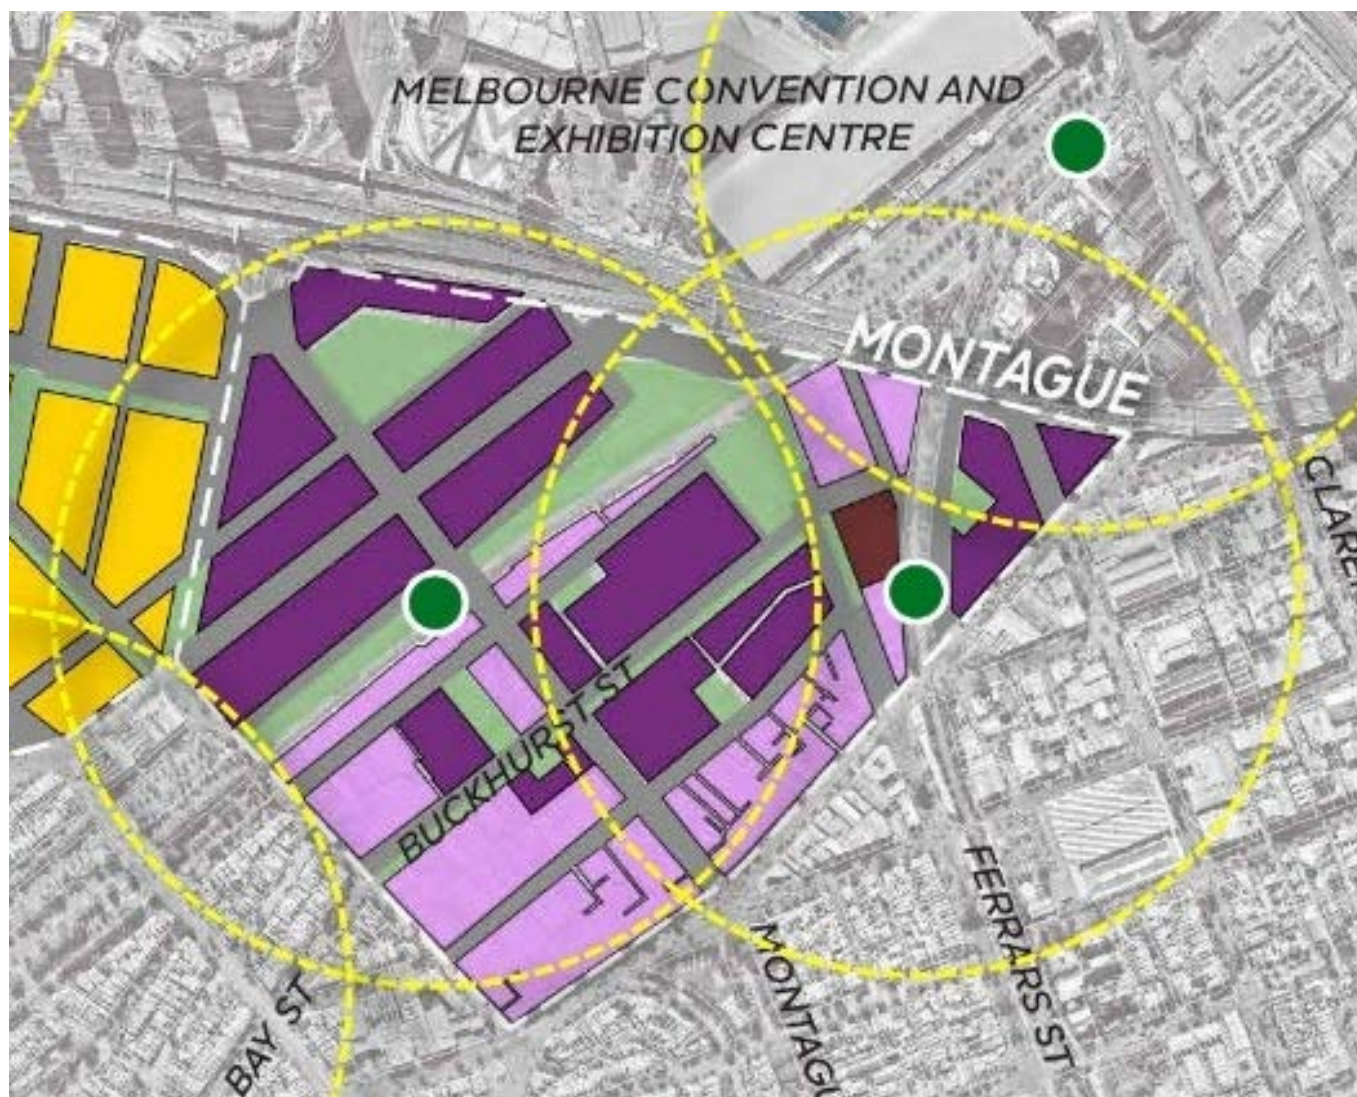 MELBOURNE CONVENTION AND
EXHIBITION CENTRE
MONTAGUE
BUCKHURST ST
BAY ST
FERRARS ST